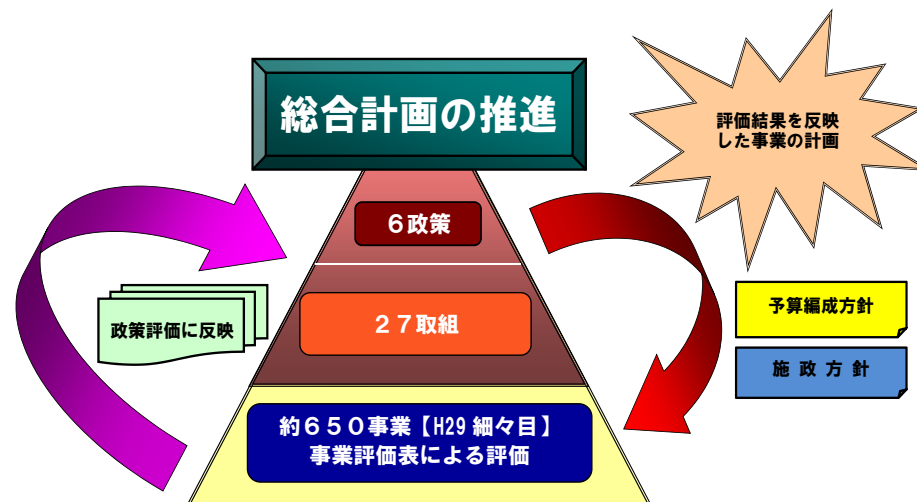 総合計画の推進
評価結果を反映
した事業の計画
６政策
２７取組
政策評価に反映
予算編成方針
施 政 方 針
約６５０事業【H29 細々目】
事業評価表による評価